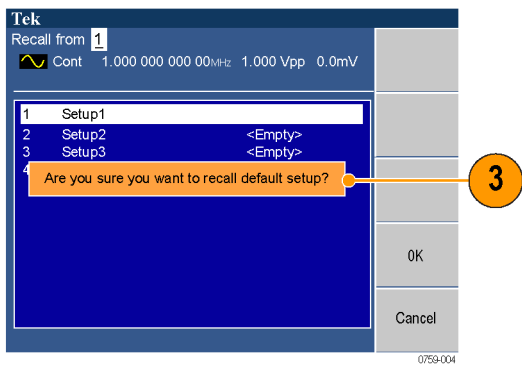 Tek
Recall from 1
Cont 1.000 000 000 00MHz 1.000 Vpp 0.0mV
1 Setup1
2 Setup2 <Empty>
3 Setup3 <Empty>
4
Are you sure you want to recall default setup?
3
OK
Cancel
0759-004